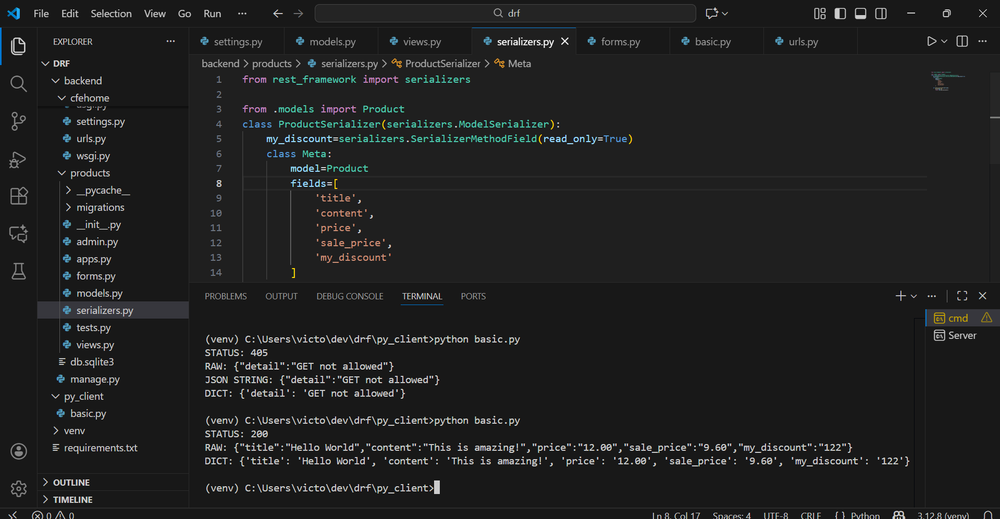 File Edit Selection View Go Run ... drf
EXPLORER ...
DRF
backend
cfehome
asgi.py
settings.py
urls.py
wsgi.py
products
__pycache__
migrations
__init__.py
admin.py
apps.py
forms.py
models.py
serializers.py
tests.py
views.py
db.sqlite3
manage.py
py_client
basic.py
venv
requirements.txt
OUTLINE
TIMELINE
settings.py models.py views.py serializers.py forms.py basic.py urls.py
backend > products > serializers.py > ProductSerializer > Meta
1 from rest_framework import serializers
2
3 from .models import Product
4 class ProductSerializer(serializers.ModelSerializer):
5 my_discount=serializers.SerializerMethodField(read_only=True)
6 class Meta:
7 model=Product
8 fields=[
9 'title',
10 'content',
11 'price',
12 'sale_price',
13 'my_discount'
14 ]
PROBLEMS OUTPUT DEBUG CONSOLE TERMINAL PORTS
(venv) C:\Users\victo\dev\drf\py_client>python basic.py
STATUS: 405
RAW: {"detail":"GET not allowed"}
JSON STRING: {"detail":"GET not allowed"}
DICT: {'detail': 'GET not allowed'}
(venv) C:\Users\victo\dev\drf\py_client>python basic.py
STATUS: 200
RAW: {"title":"Hello World","content":"This is amazing!","price":"12.00","sale_price":"9.60","my_discount":"122"}
DICT: {'title': 'Hello World', 'content': 'This is amazing!', 'price': '12.00', 'sale_price': '9.60', 'my_discount': '122'}
(venv) C:\Users\victo\dev\drf\py_client>
cmd
Server
0 0 Ln 8, Col 17 Spaces: 4 UTF-8 CRLF { } Python 3.12.8 (venv)